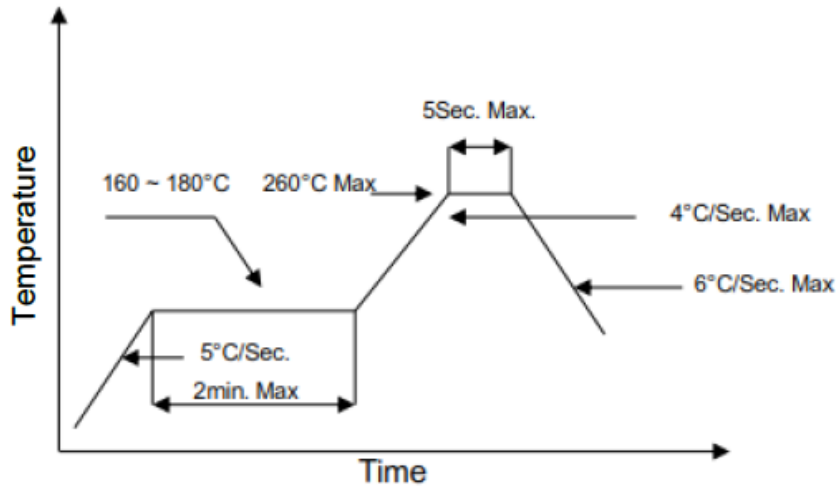 5Sec. Max.
160 ~ 180°C
260°C Max
4°C/Sec. Max
6°C/Sec. Max
5°C/Sec.
2min. Max
Temperature
Time